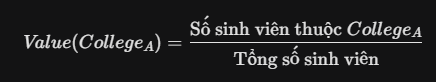 Value(College_A) = Số sinh viên thuộc College_A / Tổng số sinh viên